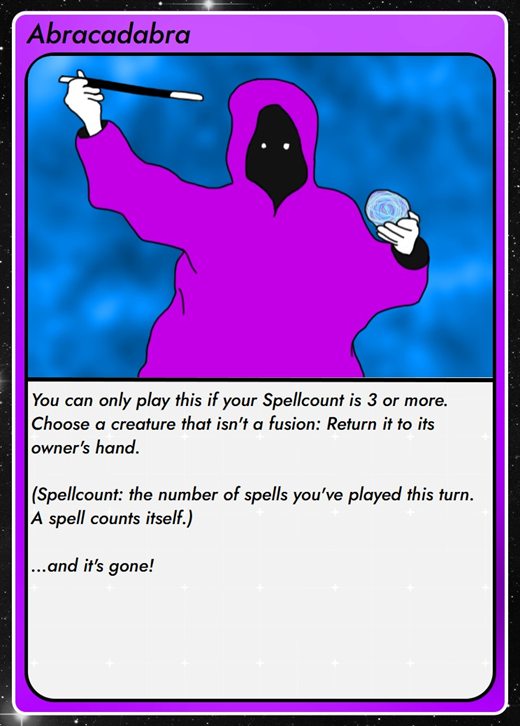 Abracadabra
You can only play this if your Spellcount is 3 or more.
Choose a creature that isn't a fusion: Return it to its
owner's hand.
(Spellcount: the number of spells you've played this turn.
A spell counts itself.)
...and it's gone!